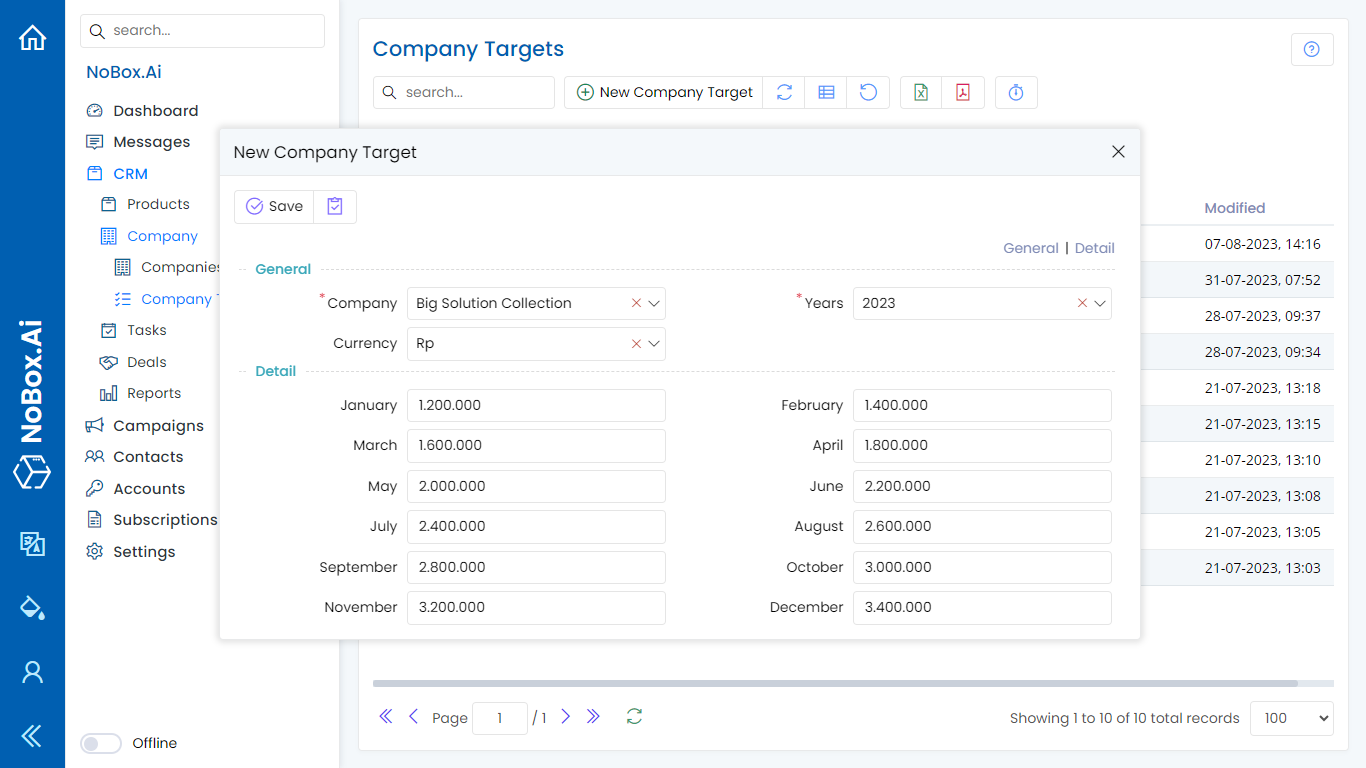 search...
NoBox.Ai
Dashboard
Messages
CRM
Products
Company
Companies
Company T
Tasks
Deals
Reports
Campaigns
Contacts
Accounts
Subscriptions
Settings
Offline
NoBox.Ai
Company Targets
search...
New Company Target
New Company Target
Save
General | Detail
General
* Company Big Solution Collection
* Years 2023
Currency Rp
Detail
January 1.200.000
February 1.400.000
March 1.600.000
April 1.800.000
May 2.000.000
June 2.200.000
July 2.400.000
August 2.600.000
September 2.800.000
October 3.000.000
November 3.200.000
December 3.400.000
Modified
07-08-2023, 14:16
31-07-2023, 07:52
28-07-2023, 09:37
28-07-2023, 09:34
21-07-2023, 13:18
21-07-2023, 13:15
21-07-2023, 13:10
21-07-2023, 13:08
21-07-2023, 13:05
21-07-2023, 13:03
Page 1 / 1
Showing 1 to 10 of 10 total records
100